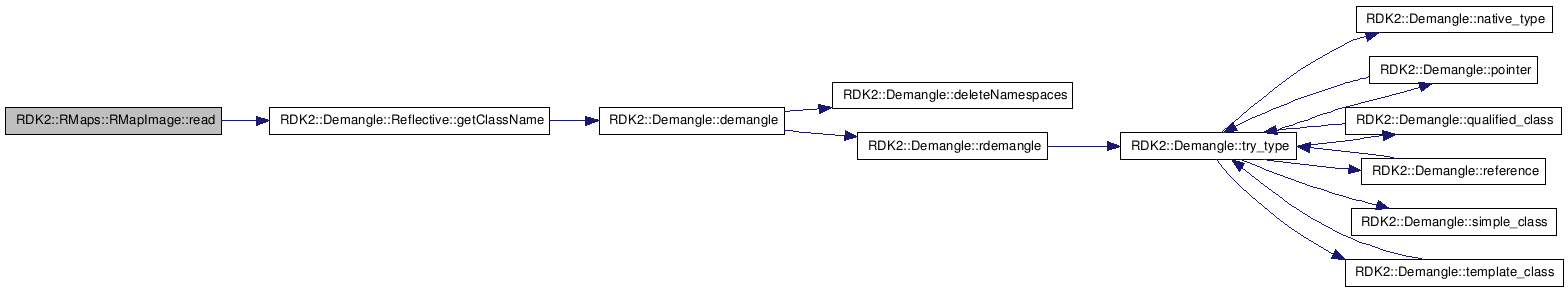 RDK2::RMaps::RMapImage::read
RDK2::Demangle::Reflective::getClassName
RDK2::Demangle::demangle
RDK2::Demangle::deleteNamespaces
RDK2::Demangle::rdemangle
RDK2::Demangle::try_type
RDK2::Demangle::native_type
RDK2::Demangle::pointer
RDK2::Demangle::qualified_class
RDK2::Demangle::reference
RDK2::Demangle::simple_class
RDK2::Demangle::template_class